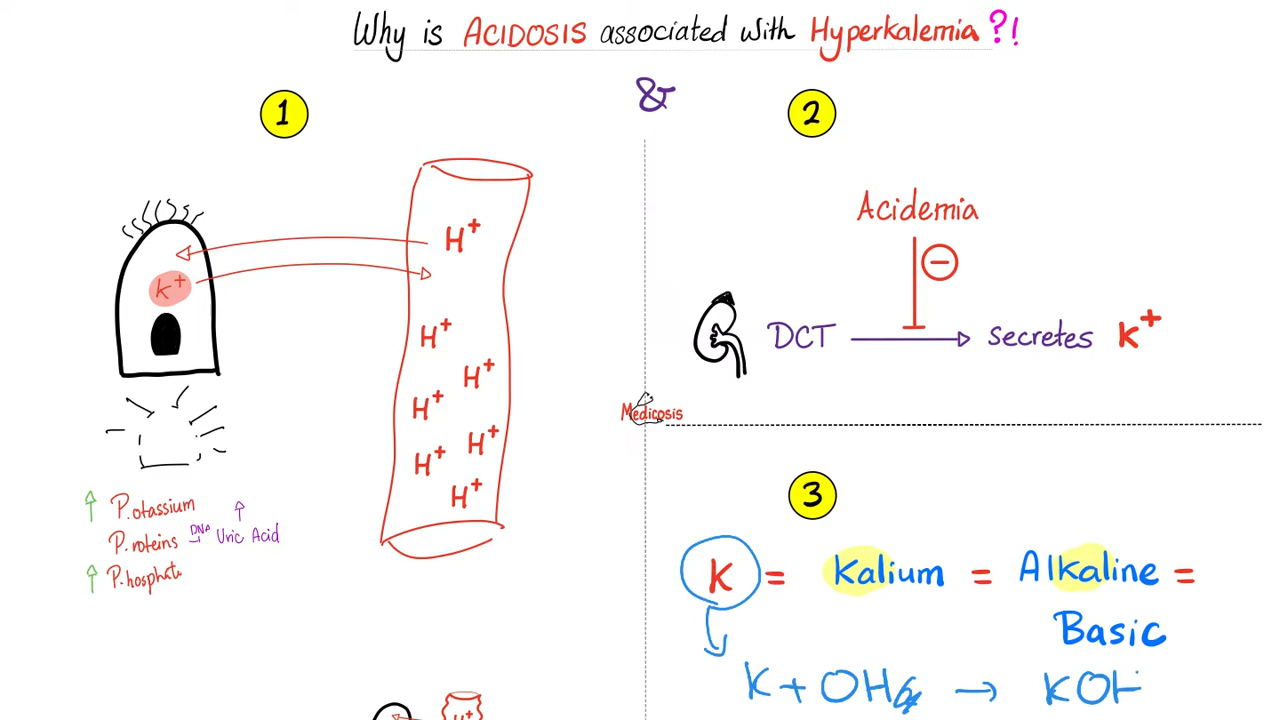 Why is ACIDOSIS associated with Hyperkalemia ?!
&
1
H+
K+
H+
H+
H+
H+
H+
H+
P.otassium
P.roteins DNA → Uric Acid
P.hosphate
2
Acidemia
−
DCT → secretes K+
Medicosis
3
K = Kalium = Alkaline =
Basic
K + OH → KOH
H+